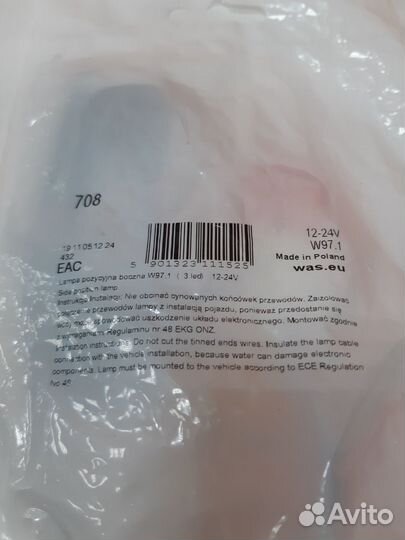 708
12-24V
W97.1
Made in Poland
was.eu
19 11 05 12 24
432
EAC
5 901323 111525
Lampa pozycyjna boczna W97.1 ( 3 led) 12-24V
Side position lamp
Instrukcja instalacji: Nie obcinać cynowanych końcówek przewodów. Zaizolować
połączenie przewodów lampy z instalacją pojazdu, ponieważ przedostanie się
wody może spowodować uszkodzenie układu elektronicznego. Montować zgodnie
z wymaganiami Regulaminu nr 48 EKG ONZ.
Installation instructions: Do not cut the tinned ends wires. Insulate the lamp cable
connection with the vehicle installation, because water can damage electronic
components. Lamp must be mounted to the vehicle according to ECE Regulation
No 48
Avito